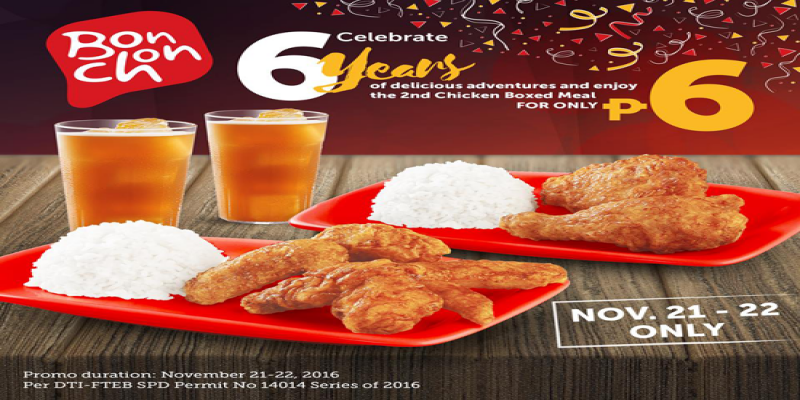 Bon
Chon
Celebrate
6 Years
of delicious adventures and enjoy
the 2nd Chicken Boxed Meal
FOR ONLY ₱6
NOV. 21 - 22
ONLY
Promo duration: November 21-22, 2016
Per DTI-FTEB SPD Permit No 14014 Series of 2016